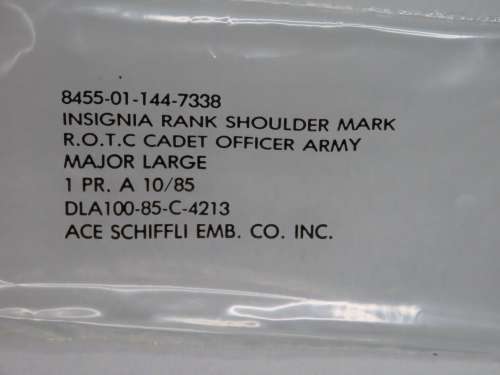 8455-01-144-7338
INSIGNIA RANK SHOULDER MARK
R.O.T.C CADET OFFICER ARMY
MAJOR LARGE
1 PR. A 10/85
DLA100-85-C-4213
ACE SCHIFFLI EMB. CO. INC.